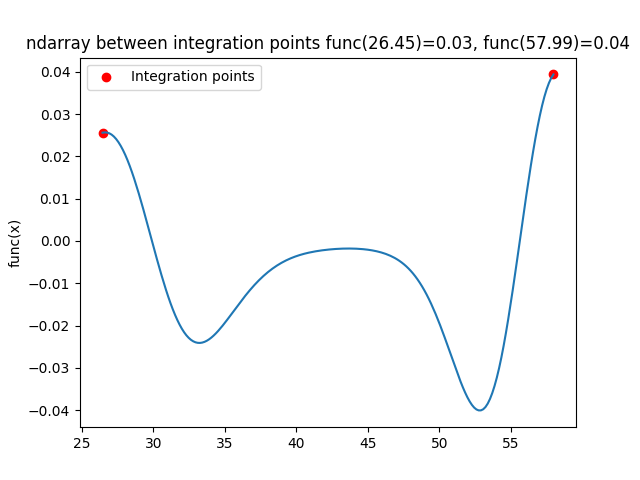 ndarray between integration points func(26.45)=0.03, func(57.99)=0.04
Integration points
func(x)
0.04
0.03
0.02
0.01
0.00
−0.01
−0.02
−0.03
−0.04
25 30 35 40 45 50 55